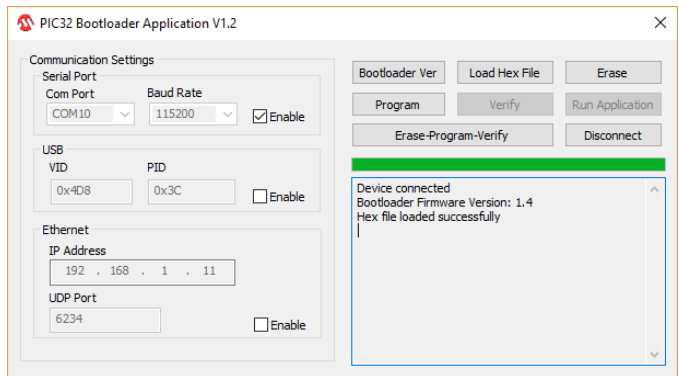 PIC32 Bootloader Application V1.2
Communication Settings
Serial Port
Com Port Baud Rate
COM10 115200 Enable
USB
VID PID
0x4D8 0x3C Enable
Ethernet
IP Address
192 . 168 . 1 . 11
UDP Port
6234 Enable
Bootloader Ver Load Hex File Erase
Program Verify Run Application
Erase-Program-Verify Disconnect
Device connected
Bootloader Firmware Version: 1.4
Hex file loaded successfully